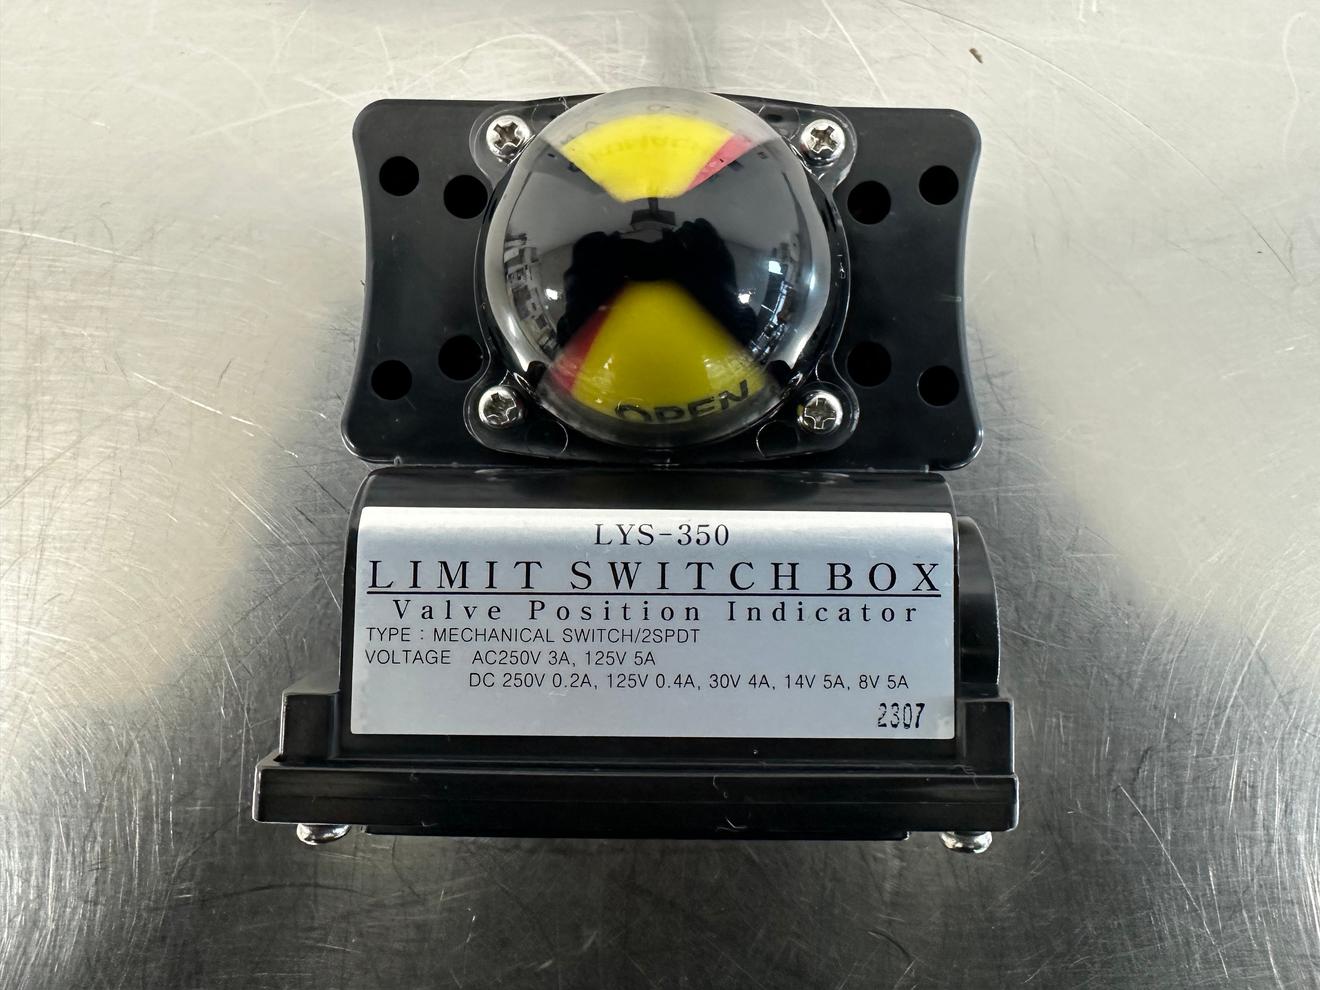 OPEN
LYS-350
LIMIT SWITCH BOX
Valve Position Indicator
TYPE : MECHANICAL SWITCH/2SPDT
VOLTAGE AC250V 3A, 125V 5A
DC 250V 0.2A, 125V 0.4A, 30V 4A, 14V 5A, 8V 5A
2307